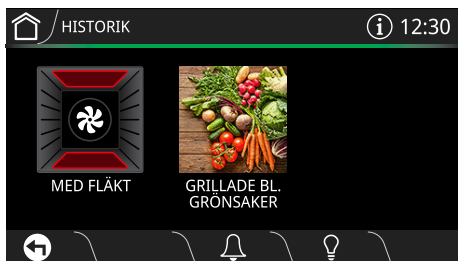 HISTORIK
12:30
MED FLÄKT
GRILLADE BL.
GRÖNSAKER